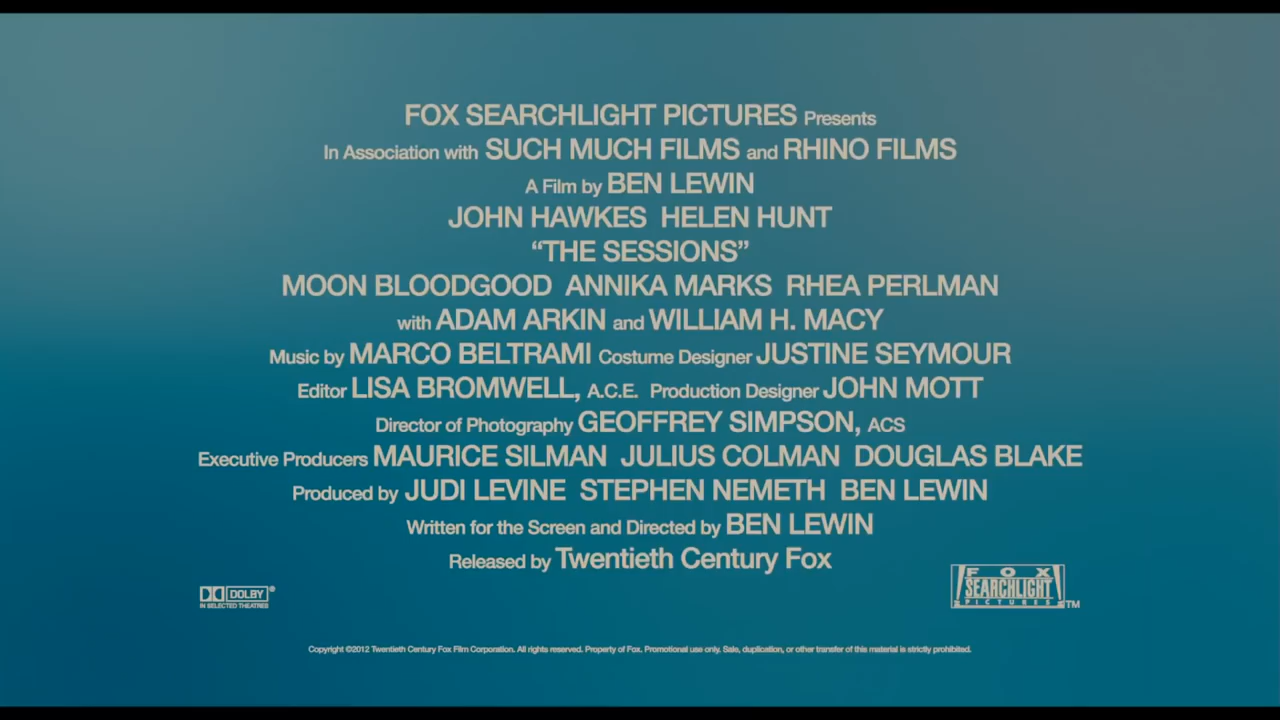 FOX SEARCHLIGHT PICTURES Presents
In Association with SUCH MUCH FILMS and RHINO FILMS
A Film by BEN LEWIN
JOHN HAWKES HELEN HUNT
“THE SESSIONS”
MOON BLOODGOOD ANNIKA MARKS RHEA PERLMAN
with ADAM ARKIN and WILLIAM H. MACY
Music by MARCO BELTRAMI Costume Designer JUSTINE SEYMOUR
Editor LISA BROMWELL, A.C.E. Production Designer JOHN MOTT
Director of Photography GEOFFREY SIMPSON, ACS
Executive Producers MAURICE SILMAN JULIUS COLMAN DOUGLAS BLAKE
Produced by JUDI LEVINE STEPHEN NEMETH BEN LEWIN
Written for the Screen and Directed by BEN LEWIN
Released by Twentieth Century Fox
DOLBY®
IN SELECTED THEATRES
FOX
SEARCHLIGHT
PICTURES TM
Copyright ©2012 Twentieth Century Fox Film Corporation. All rights reserved. Property of Fox. Promotional use only. Sale, duplication, or other transfer of this material is strictly prohibited.